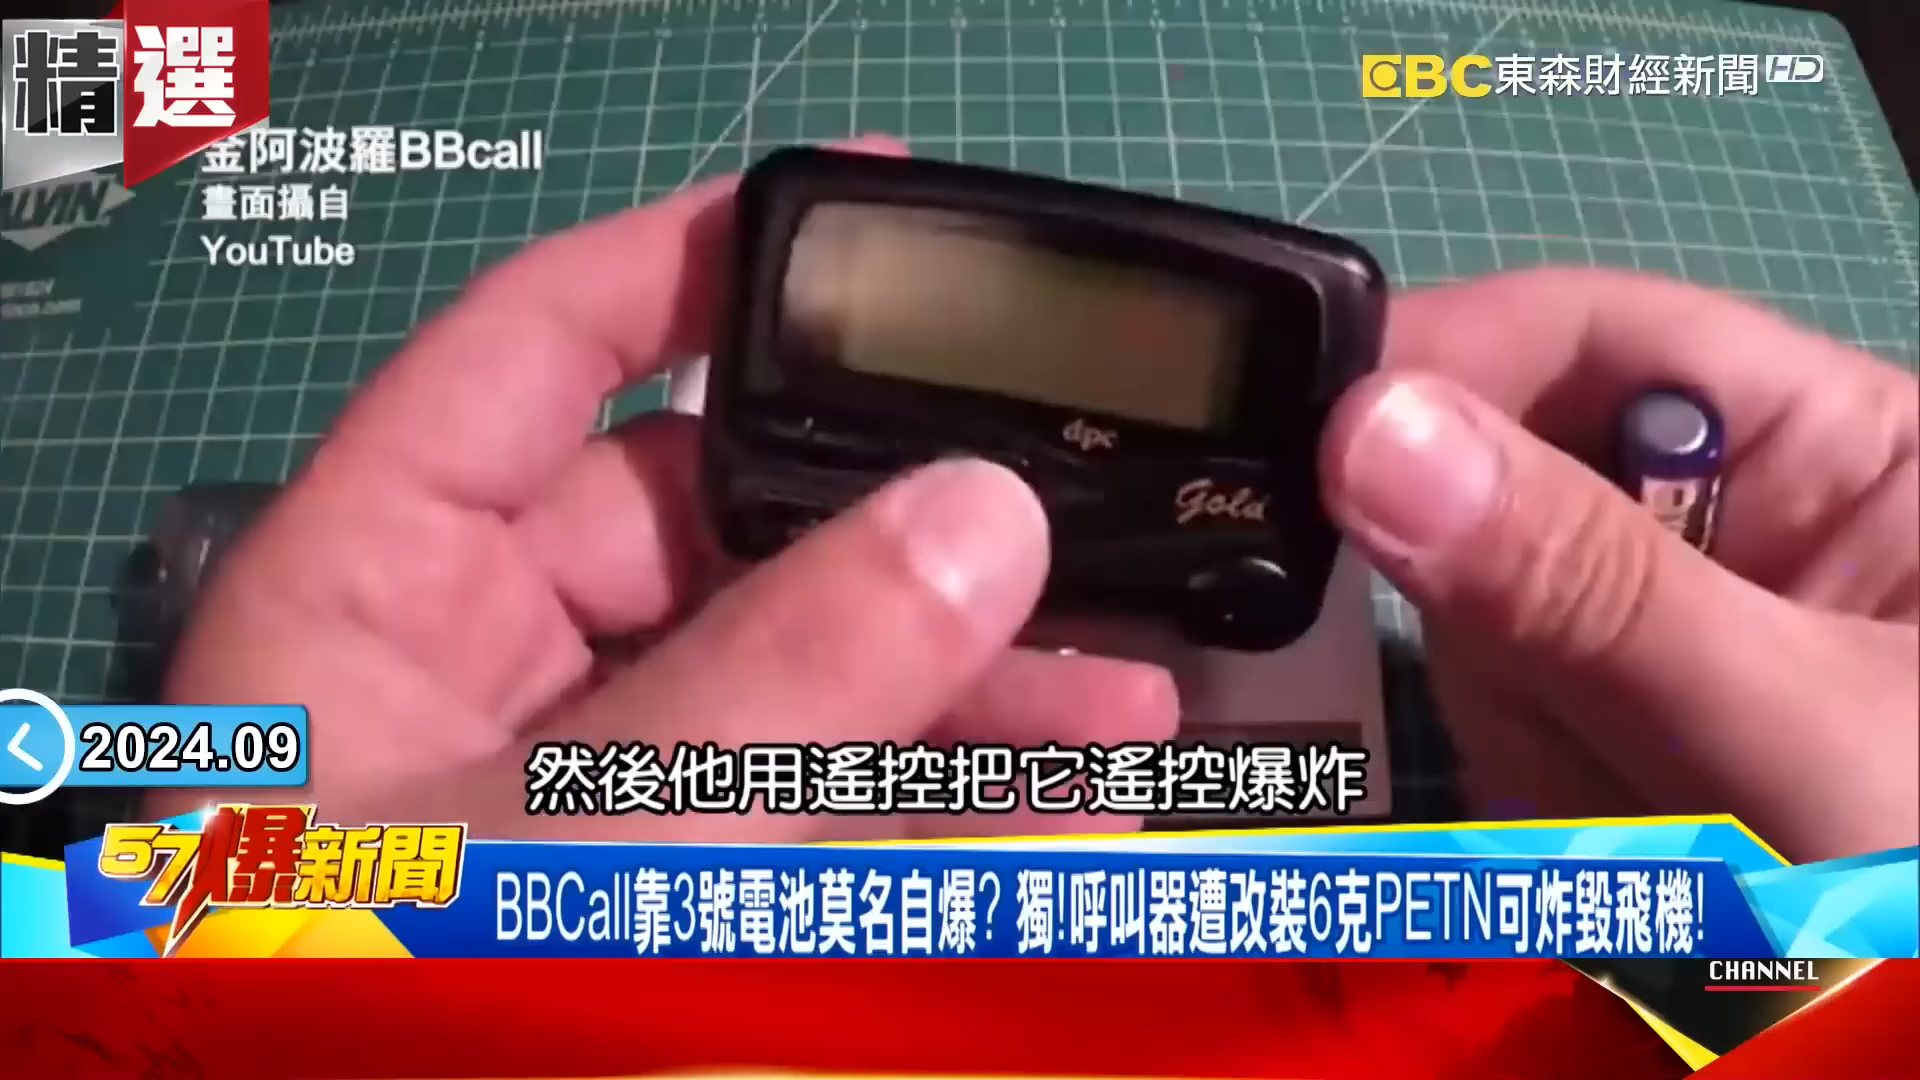 精選
EBC東森財經新聞HD
金阿波羅BBcall
畫面攝自
YouTube
ALVIN
dpc
Gold
2024.09
然後他用遙控把它遙控爆炸
57爆新聞
BBCall靠3號電池莫名自爆? 獨!呼叫器遭改裝6克PETN可炸毀飛機!
CHANNEL